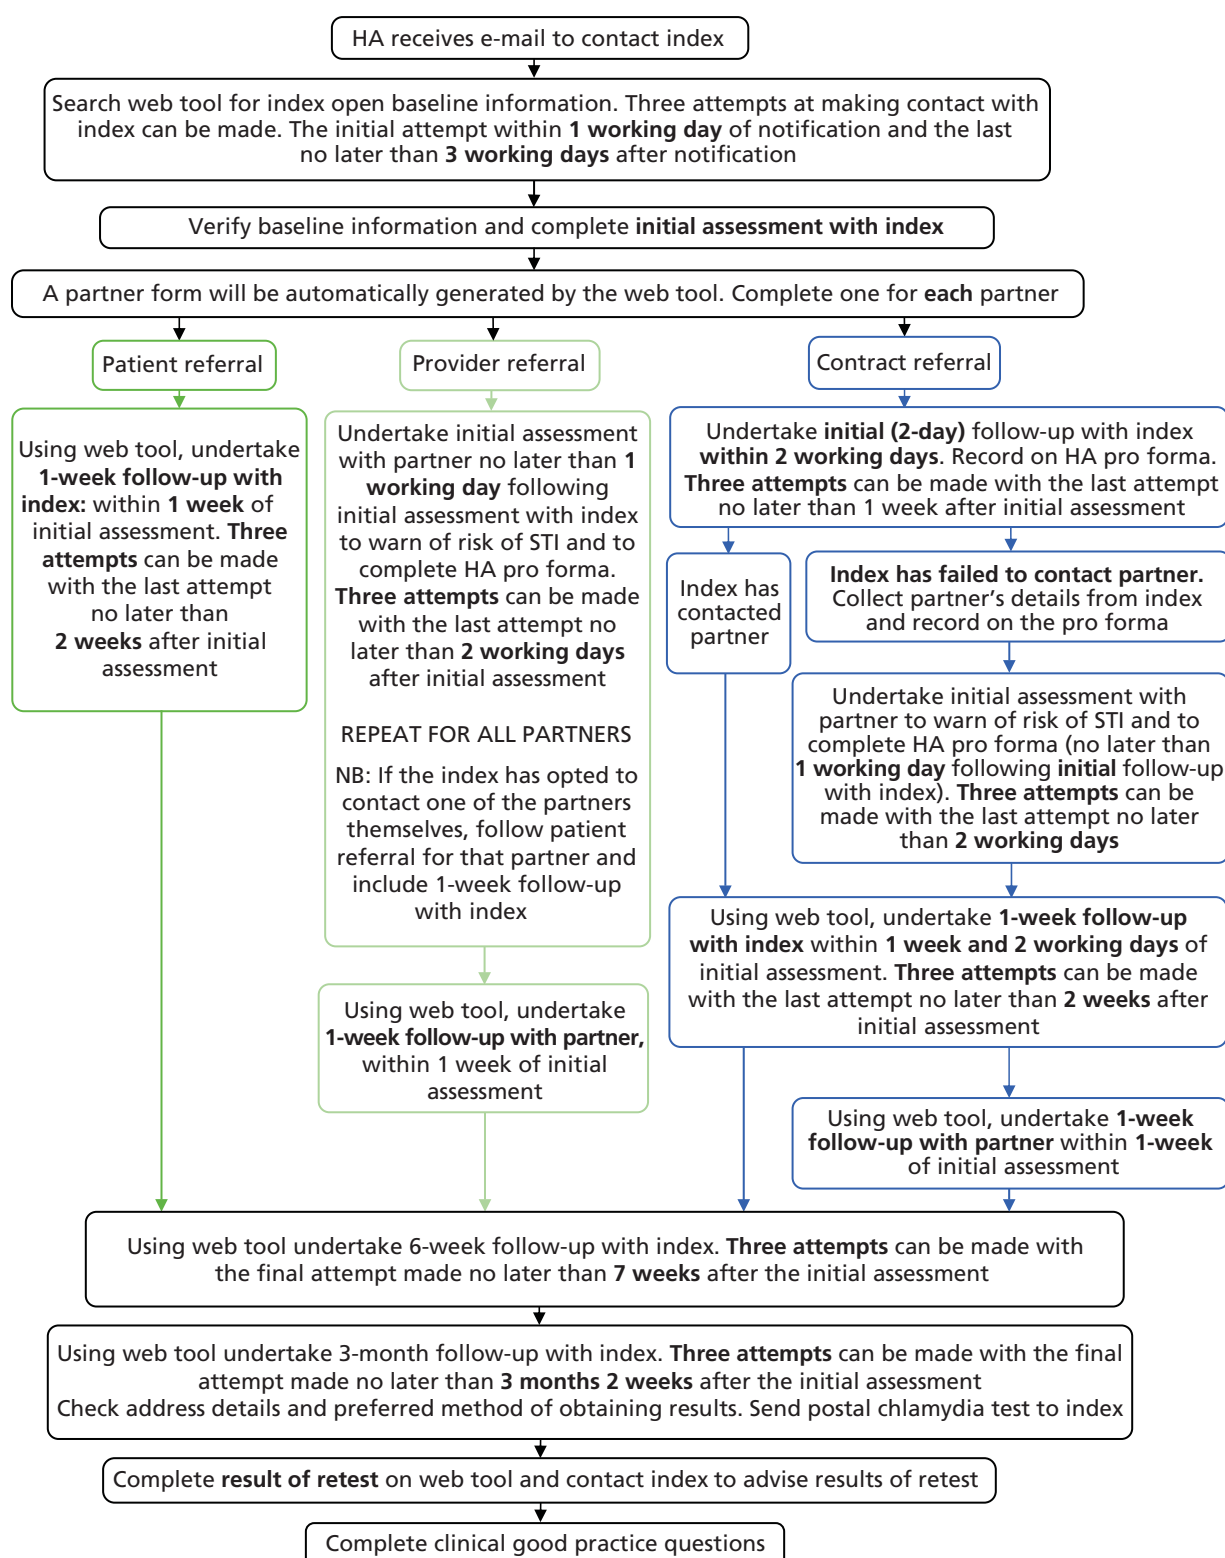 HA receives e-mail to contact index
Search web tool for index open baseline information. Three attempts at making contact with
index can be made. The initial attempt within 1 working day of notification and the last
no later than 3 working days after notification
Verify baseline information and complete initial assessment with index
A partner form will be automatically generated by the web tool. Complete one for each partner
Patient referral
Using web tool, undertake
1-week follow-up with
index: within 1 week of
initial assessment. Three
attempts can be made
with the last attempt
no later than
2 weeks after initial
assessment
Provider referral
Undertake initial assessment
with partner no later than 1
working day following
initial assessment with index
to warn of risk of STI and to
complete HA pro forma.
Three attempts can be made
with the last attempt no
later than 2 working days
after initial assessment
REPEAT FOR ALL PARTNERS
NB: If the index has opted to
contact one of the partners
themselves, follow patient
referral for that partner and
include 1-week follow-up
with index
Using web tool, undertake
1-week follow-up with partner,
within 1 week of initial
assessment
Contract referral
Undertake initial (2-day) follow-up with index
within 2 working days. Record on HA pro forma.
Three attempts can be made with the last attempt
no later than 1 week after initial assessment
Index has
contacted
partner
Index has failed to contact partner.
Collect partner's details from index
and record on the pro forma
Undertake initial assessment with
partner to warn of risk of STI and to
complete HA pro forma (no later than
1 working day following initial follow-up
with index). Three attempts can be
made with the last attempt no later
than 2 working days
Using web tool, undertake 1-week follow-up
with index within 1 week and 2 working days of
initial assessment. Three attempts can be made
with the last attempt no later than 2 weeks after
initial assessment
Using web tool, undertake 1-week
follow-up with partner within 1-week
of initial assessment
Using web tool undertake 6-week follow-up with index. Three attempts can be made with
the final attempt made no later than 7 weeks after the initial assessment
Using web tool undertake 3-month follow-up with index. Three attempts can be made with the final
attempt made no later than 3 months 2 weeks after the initial assessment
Check address details and preferred method of obtaining results. Send postal chlamydia test to index
Complete result of retest on web tool and contact index to advise results of retest
Complete clinical good practice questions